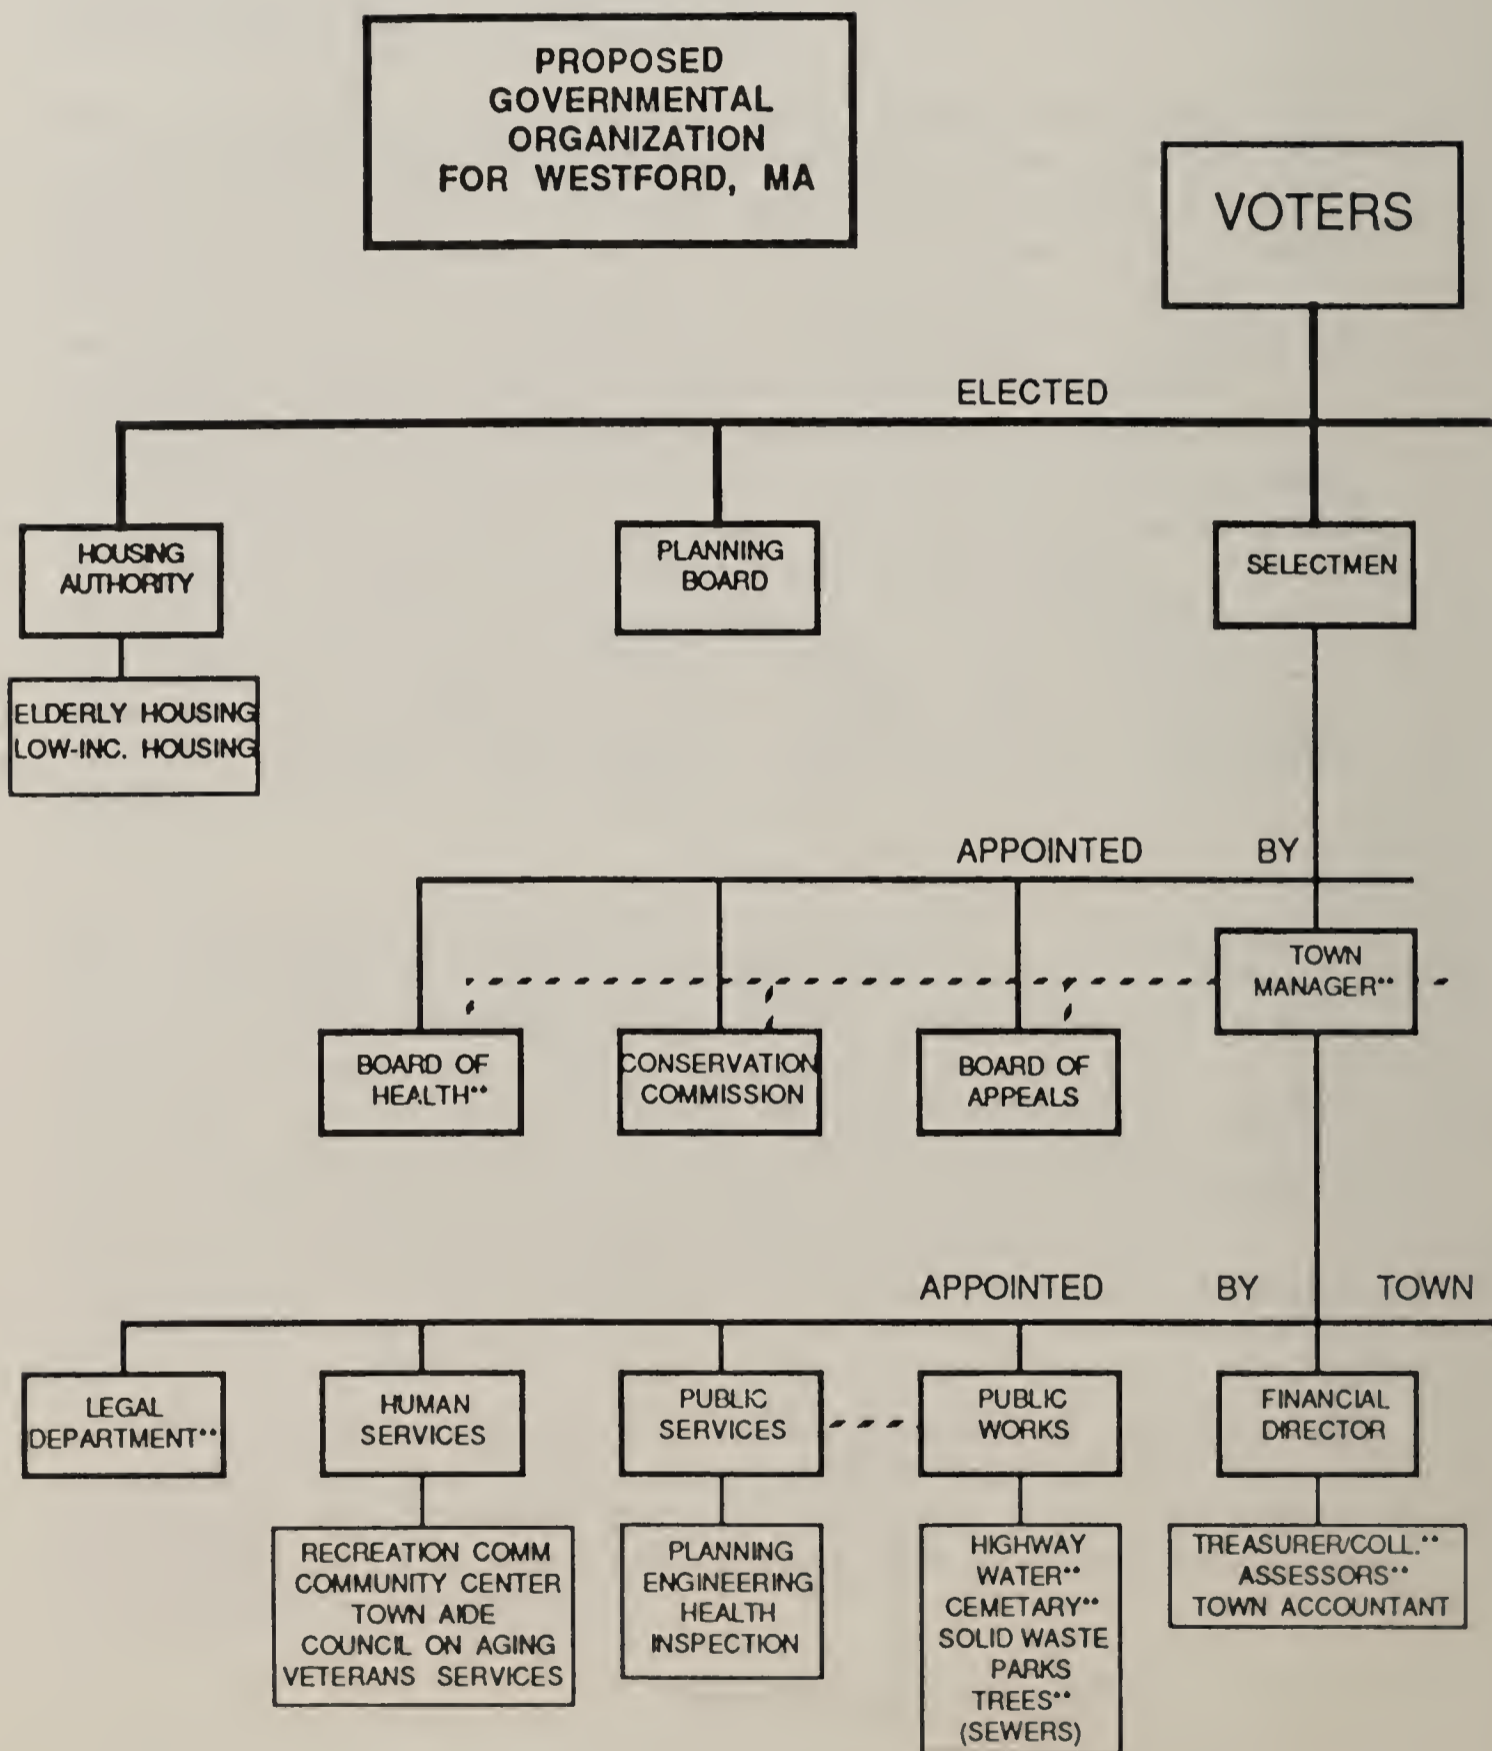 PROPOSED
GOVERNMENTAL
ORGANIZATION
FOR WESTFORD, MA
VOTERS
ELECTED
HOUSING
AUTHORITY
PLANNING
BOARD
SELECTMEN
ELDERLY HOUSING
LOW-INC. HOUSING
APPOINTED BY
TOWN
MANAGER**
BOARD OF
HEALTH**
CONSERVATION
COMMISSION
BOARD OF
APPEALS
APPOINTED BY TOWN
LEGAL
DEPARTMENT**
HUMAN
SERVICES
PUBLIC
SERVICES
PUBLIC
WORKS
FINANCIAL
DIRECTOR
RECREATION COMM
COMMUNITY CENTER
TOWN AIDE
COUNCIL ON AGING
VETERANS SERVICES
PLANNING
ENGINEERING
HEALTH
INSPECTION
HIGHWAY
WATER**
CEMETARY**
SOLID WASTE
PARKS
TREES**
(SEWERS)
TREASURER/COLL.**
ASSESSORS**
TOWN ACCOUNTANT